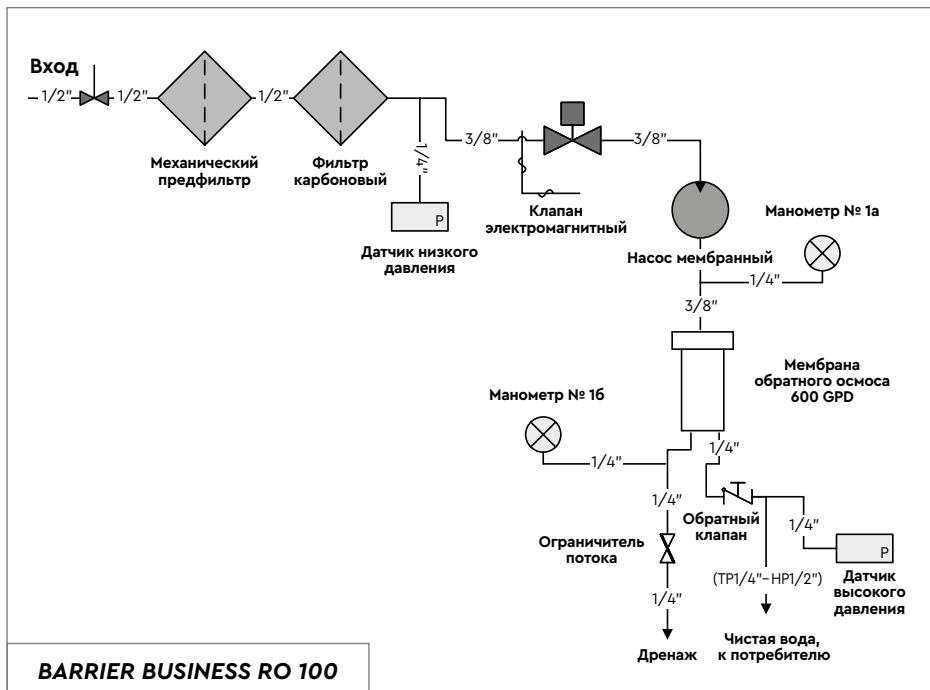 Вход
1/2"
1/2"
1/2"
Механический
предфильтр
Фильтр
карбоновый
1/4"
P
Датчик низкого
давления
3/8"
3/8"
Клапан
электромагнитный
Насос мембранный
Манометр № 1а
1/4"
3/8"
Мембрана
обратного осмоса
600 GPD
Манометр № 1б
1/4"
1/4"
1/4"
Обратный
клапан
1/4"
P
Датчик
высокого
давления
Ограничитель
потока
1/4"
Дренаж
(ТР1/4"–НР1/2")
Чистая вода,
к потребителю
BARRIER BUSINESS RO 100